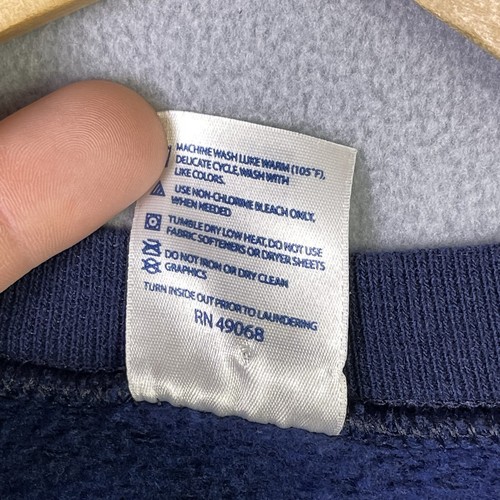 MACHINE WASH LUKE WARM (105°F),
DELICATE CYCLE, WASH WITH
LIKE COLORS.
USE NON-CHLORINE BLEACH ONLY,
WHEN NEEDED
TUMBLE DRY LOW HEAT, DO NOT USE
FABRIC SOFTENERS OR DRYER SHEETS
DO NOT IRON OR DRY CLEAN
GRAPHICS
TURN INSIDE OUT PRIOR TO LAUNDERING
RN 49068